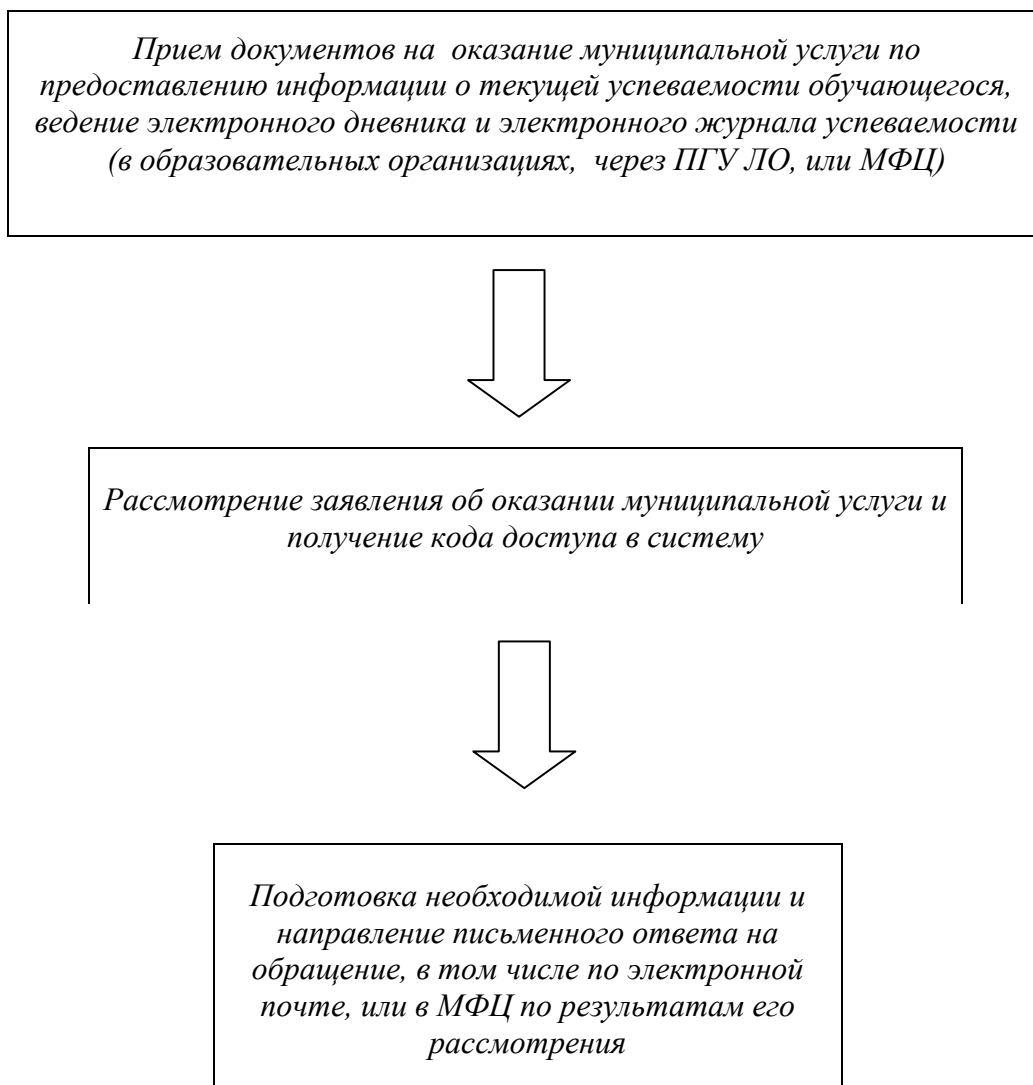 Прием документов на оказание муниципальной услуги по
предоставлению информации о текущей успеваемости обучающегося,
ведение электронного дневника и электронного журнала успеваемости
(в образовательных организациях, через ПГУ ЛО, или МФЦ)
Рассмотрение заявления об оказании муниципальной услуги и
получение кода доступа в систему
Подготовка необходимой информации и
направление письменного ответа на
обращение, в том числе по электронной
почте, или в МФЦ по результатам его
рассмотрения